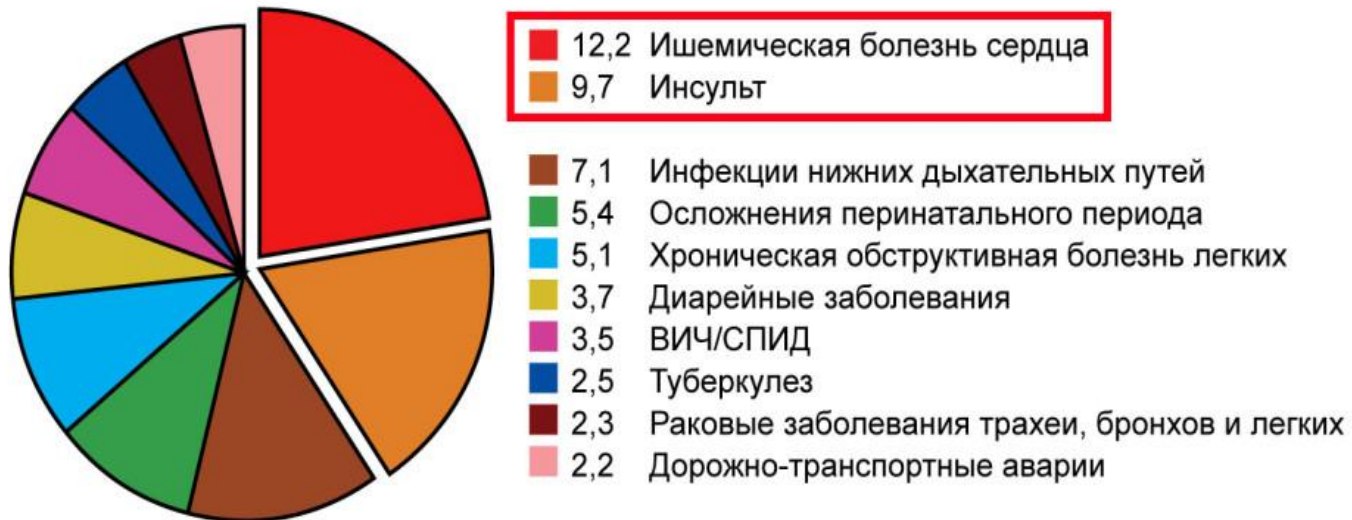 12,2 Ишемическая болезнь сердца
9,7 Инсульт
7,1 Инфекции нижних дыхательных путей
5,4 Осложнения перинатального периода
5,1 Хроническая обструктивная болезнь легких
3,7 Диарейные заболевания
3,5 ВИЧ/СПИД
2,5 Туберкулез
2,3 Раковые заболевания трахеи, бронхов и легких
2,2 Дорожно-транспортные аварии